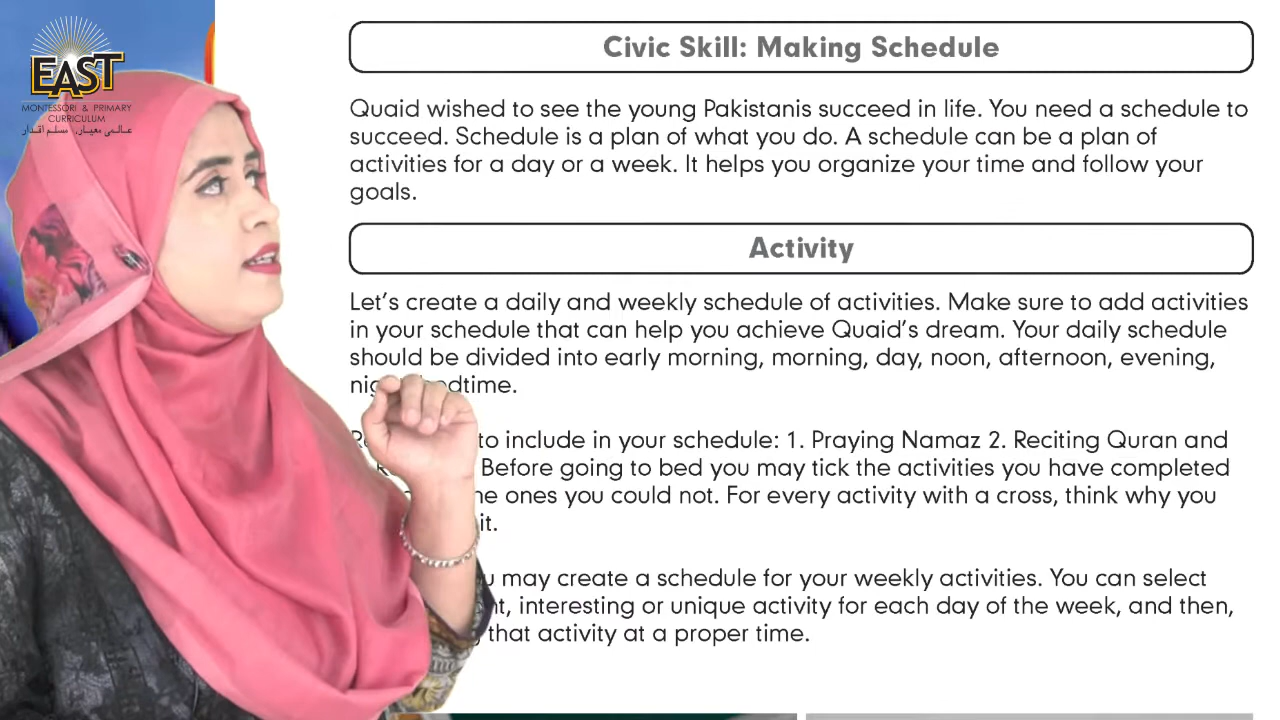 EAST
MONTESSORI & PRIMARY
CURRICULUM
عالمی معیار، مسلم اقدار
Civic Skill: Making Schedule
Quaid wished to see the young Pakistanis succeed in life. You need a schedule to
succeed. Schedule is a plan of what you do. A schedule can be a plan of
activities for a day or a week. It helps you organize your time and follow your
goals.
Activity
Let's create a daily and weekly schedule of activities. Make sure to add activities
in your schedule that can help you achieve Quaid's dream. Your daily schedule
should be divided into early morning, morning, day, noon, afternoon, evening,
to include in your schedule: 1. Praying Namaz 2. Reciting Quran and
Before going to bed you may tick the activities you have completed
ones you could not. For every activity with a cross, think why you
it.
may create a schedule for your weekly activities. You can select
interesting or unique activity for each day of the week, and then,
that activity at a proper time.